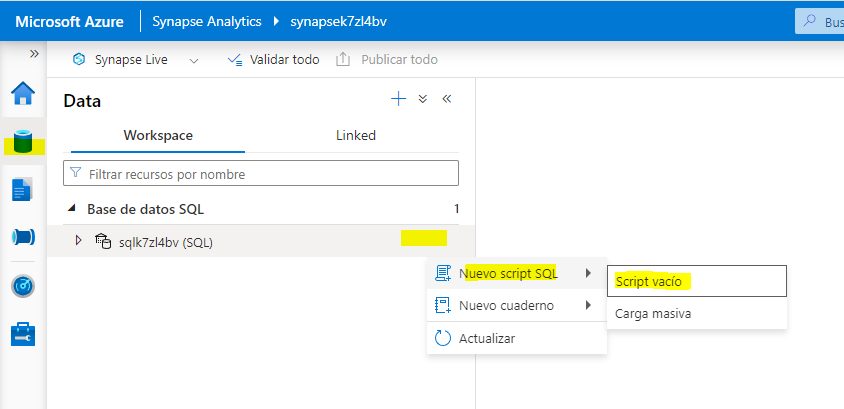 Microsoft Azure Synapse Analytics synapsek7zl4bv Bus
Synapse Live Validar todo Publicar todo
Data
Workspace Linked
Filtrar recursos por nombre
Base de datos SQL 1
sqlk7zl4bv (SQL)
Nuevo script SQL
Nuevo cuaderno
Actualizar
Script vacío
Carga masiva